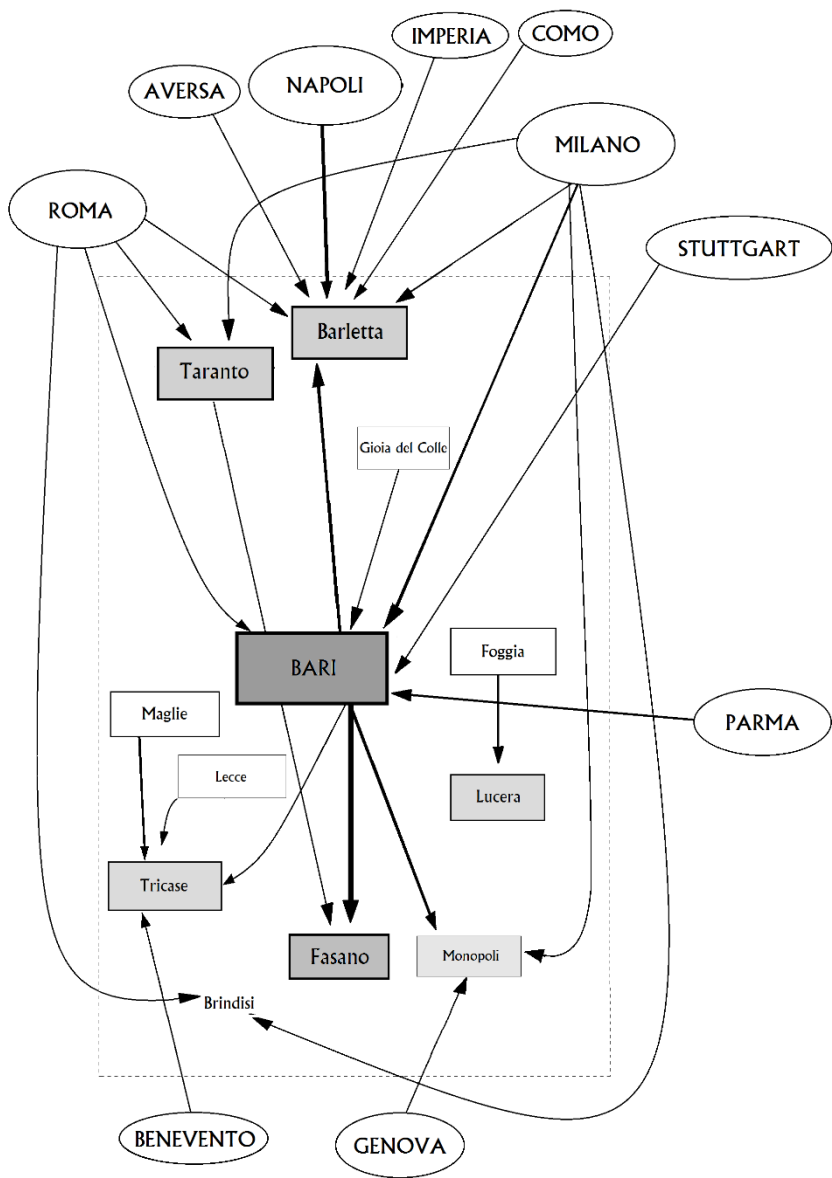 IMPERIA
COMO
AVERSA
NAPOLI
MILANO
ROMA
STUTTGART
Barletta
Taranto
Gioia del Colle
BARI
Foggia
Maglie
PARMA
Lecce
Lucera
Tricase
Fasano
Monopoli
Brindisi
BENEVENTO
GENOVA